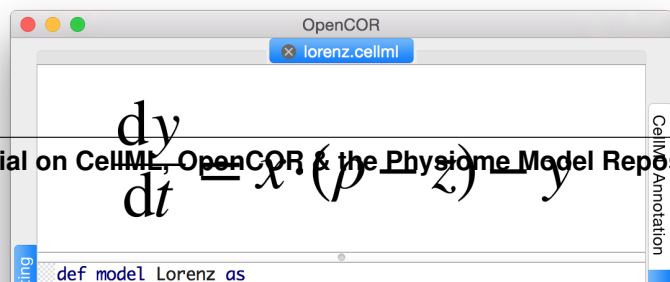 OpenCOR
lorenz.cellml
dy
dt = x·(ρ − z) − y
ial on CellML, OpenCOR & the Physiome Model Repos
CellML Annotation
def model Lorenz as